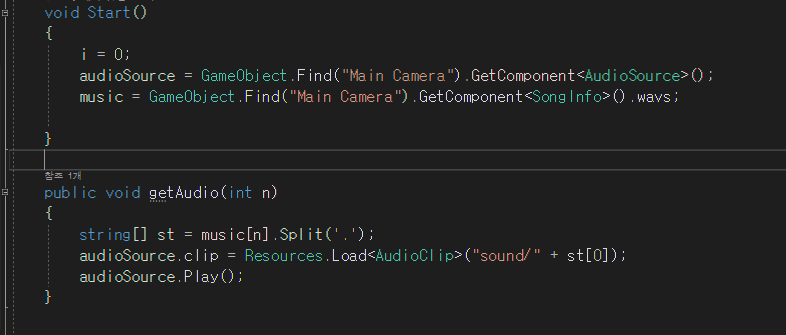 void Start()
{
i = 0;
audioSource = GameObject.Find("Main Camera").GetComponent<AudioSource>();
music = GameObject.Find("Main Camera").GetComponent<SongInfo>().wavs;
}
참조 1개
public void getAudio(int n)
{
string[] st = music[n].Split('.');
audioSource.clip = Resources.Load<AudioClip>("sound/" + st[0]);
audioSource.Play();
}